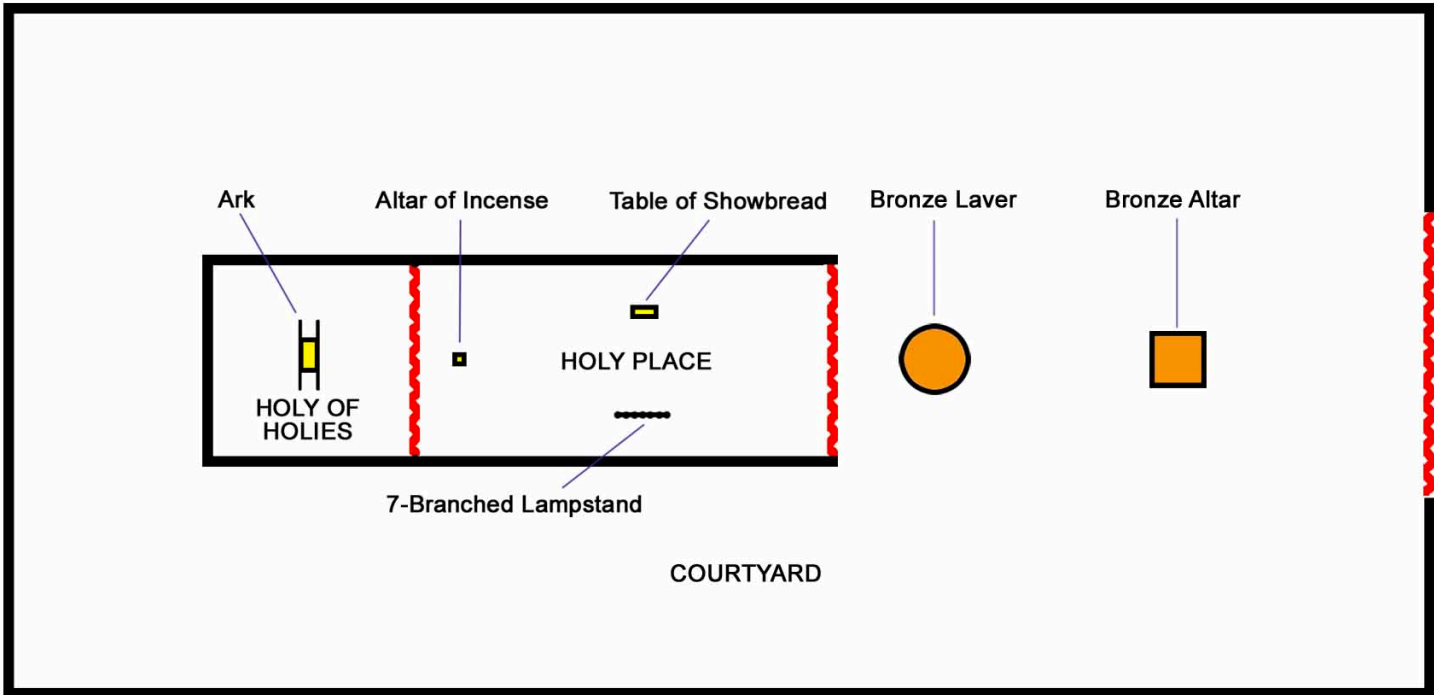 Ark
Altar of Incense
Table of Showbread
Bronze Laver
Bronze Altar
HOLY PLACE
HOLY OF
HOLIES
7-Branched Lampstand
COURTYARD